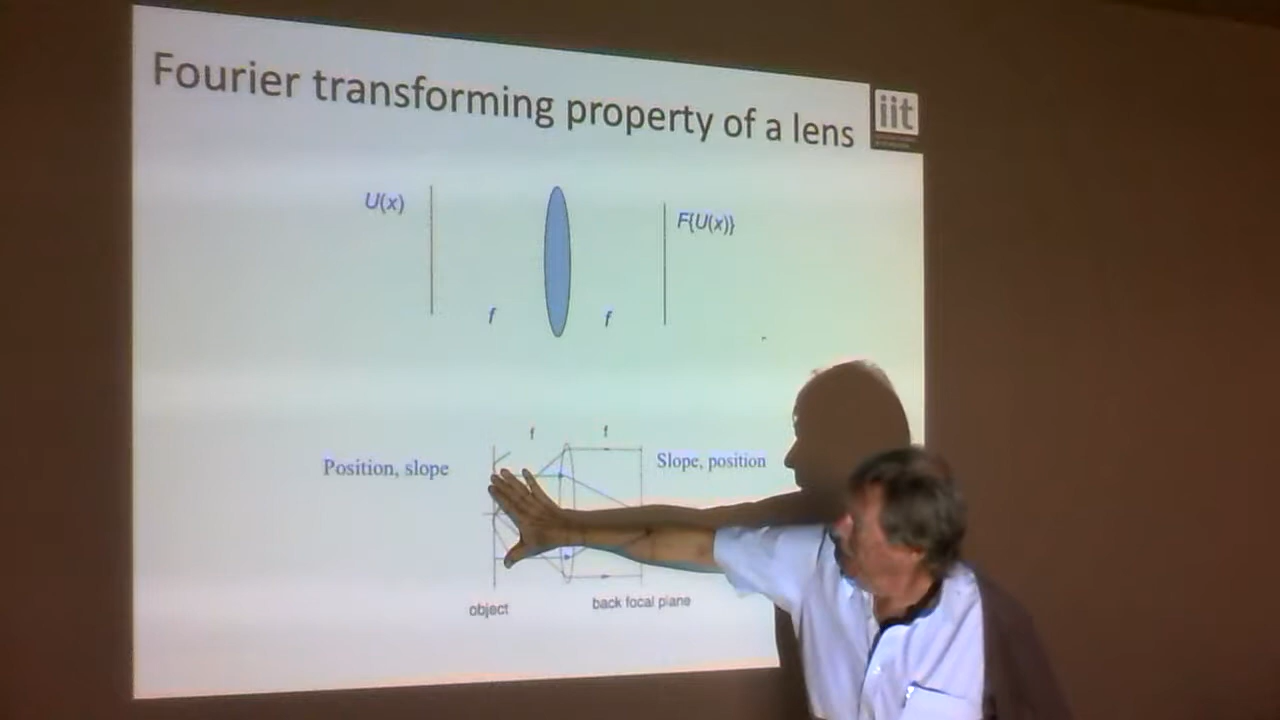 Fourier transforming property of a lens
iit
U(x)
F{U(x)}
f f
f f
Position, slope
Slope, position
object
back focal plane